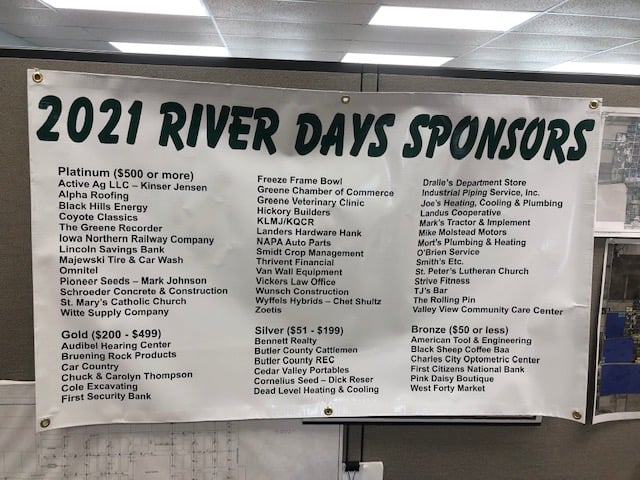 2021 RIVER DAYS SPONSORS
Platinum ($500 or more)
Active Ag LLC – Kinser Jensen
Alpha Roofing
Black Hills Energy
Coyote Classics
The Greene Recorder
Iowa Northern Railway Company
Lincoln Savings Bank
Majewski Tire & Car Wash
Omnitel
Pioneer Seeds – Mark Johnson
Schroeder Concrete & Construction
St. Mary's Catholic Church
Witte Supply Company
Gold ($200 - $499)
Audibel Hearing Center
Bruening Rock Products
Car Country
Chuck & Carolyn Thompson
Cole Excavating
First Security Bank
Freeze Frame Bowl
Greene Chamber of Commerce
Greene Veterinary Clinic
Hickory Builders
KLMJ/KQCR
Landers Hardware Hank
NAPA Auto Parts
Smidt Crop Management
Thrivent Financial
Van Wall Equipment
Vickers Law Office
Wunsch Construction
Wyffels Hybrids – Chet Shultz
Zoetis
Silver ($51 - $199)
Bennett Realty
Butler County Cattlemen
Butler County REC
Cedar Valley Portables
Cornelius Seed – Dick Reser
Dead Level Heating & Cooling
Dralle's Department Store
Industrial Piping Service, Inc.
Joe's Heating, Cooling & Plumbing
Landus Cooperative
Mark's Tractor & Implement
Mike Molstead Motors
Mort's Plumbing & Heating
O'Brien Service
Smith's Etc.
St. Peter's Lutheran Church
Strive Fitness
TJ's Bar
The Rolling Pin
Valley View Community Care Center
Bronze ($50 or less)
American Tool & Engineering
Black Sheep Coffee Baa
Charles City Optometric Center
First Citizens National Bank
Pink Daisy Boutique
West Forty Market